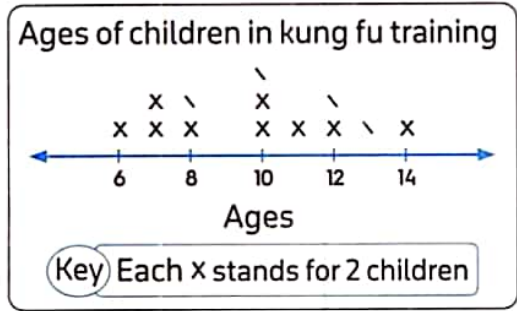 Ages of children in kung fu training
6 8 10 12 14
Ages
Key Each x stands for 2 children